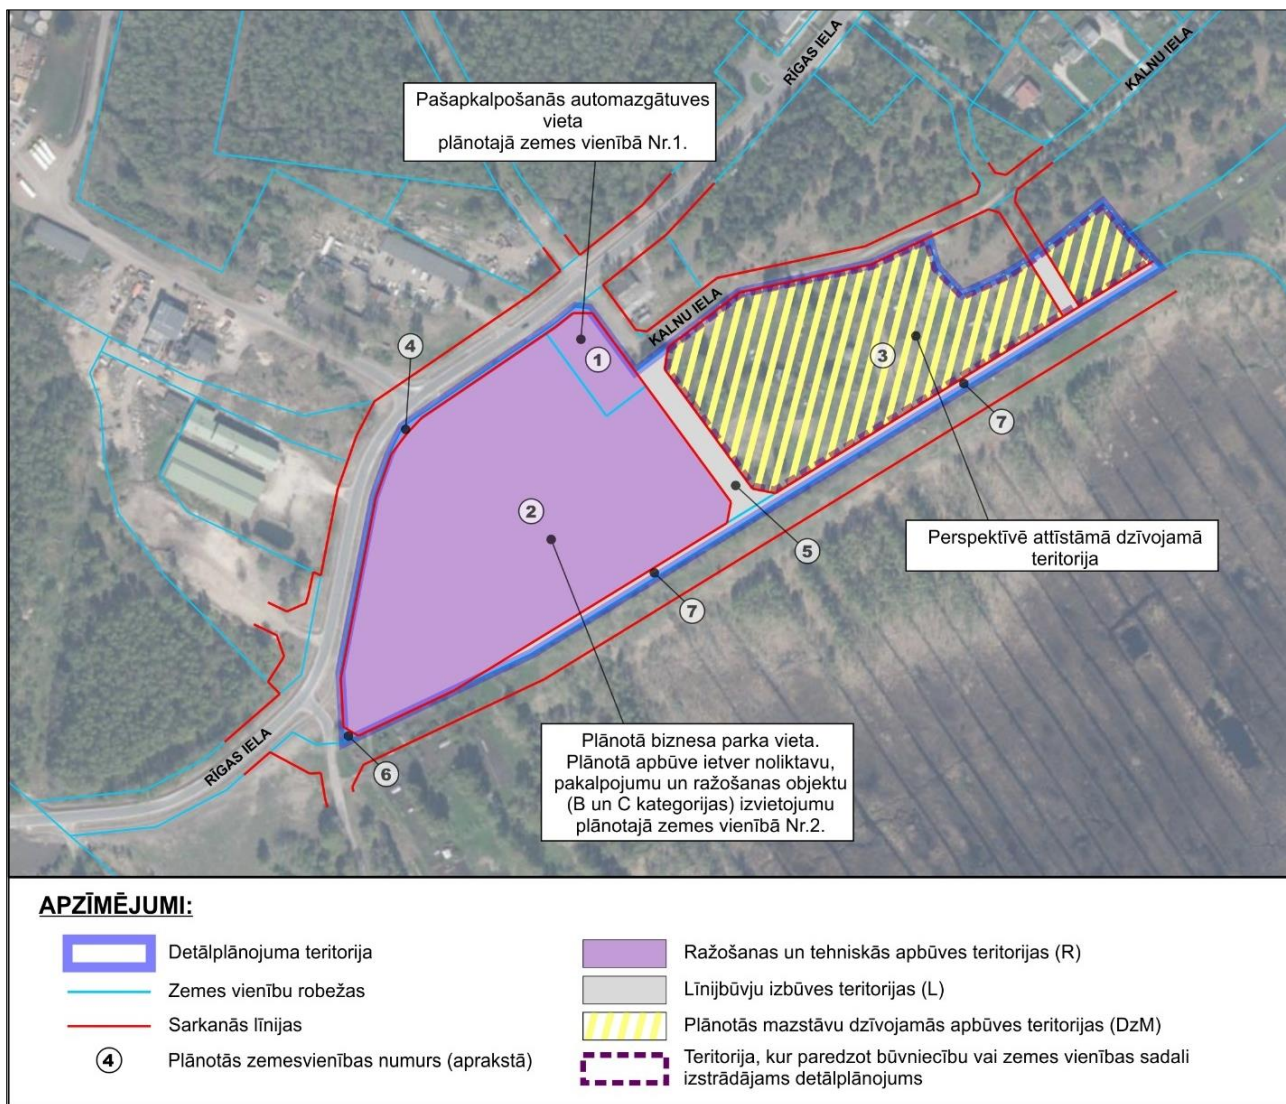 RĪGAS IELA
KALNU IELA
Pašapkalpošanās automazgātuves
vieta
plānotajā zemes vienībā Nr.1.
KALNU IELA
4
1
3
7
2
5
Perspektīvē attīstāmā dzīvojamā
teritorija
7
Plānotā biznesa parka vieta.
Plānotā apbūve ietver noliktavu,
pakalpojumu un ražošanas objektu
(B un C kategorijas) izvietojumu
plānotajā zemes vienībā Nr.2.
RĪGAS IELA
6
APZĪMĒJUMI:
Detālplānojuma teritorija
Zemes vienību robežas
Sarkanās līnijas
4 Plānotās zemesvienības numurs (aprakstā)
Ražošanas un tehniskās apbūves teritorijas (R)
Līnijbūvju izbūves teritorijas (L)
Plānotās mazstāvu dzīvojamās apbūves teritorijas (DzM)
Teritorija, kur paredzot būvniecību vai zemes vienības sadali
izstrādājams detālplānojums